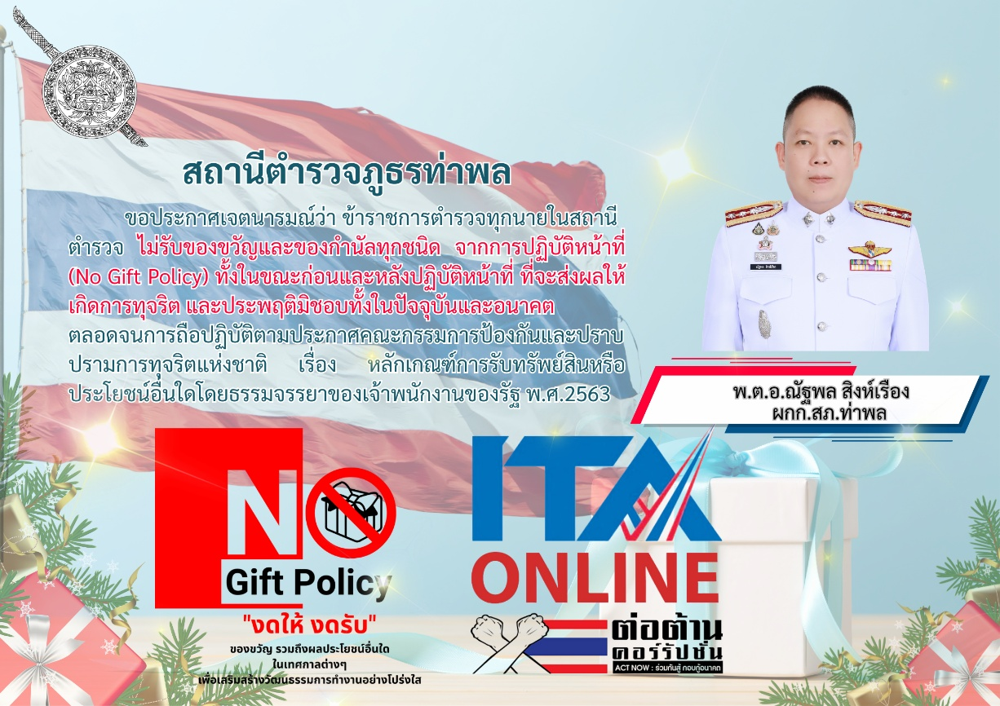 สถานีตำรวจภูธรท่าพล
ขอประกาศเจตนารมณ์ว่า ข้าราชการตำรวจทุกนายในสถานี
ตำรวจ ไม่รับของขวัญและของกำนัลทุกชนิด จากการปฏิบัติหน้าที่
(No Gift Policy) ทั้งในขณะก่อนและหลังปฏิบัติหน้าที่ ที่จะส่งผลให้
เกิดการทุจริต และประพฤติมิชอบทั้งในปัจจุบันและอนาคต
ตลอดจนการถือปฏิบัติตามประกาศคณะกรรมการป้องกันและปราบ
ปรามการทุจริตแห่งชาติ เรื่อง หลักเกณฑ์การรับทรัพย์สินหรือ
ประโยชน์อื่นใดโดยธรรมจรรยาของเจ้าพนักงานของรัฐ พ.ศ.2563
พ.ต.อ.ณัฐพล สิงห์เรือง
ผกก.สภ.ท่าพล
NO
Gift Policy
"งดให้ งดรับ"
ของขวัญ รวมถึงผลประโยชน์อื่นใด
ในเทศกาลต่างๆ
เพื่อเสริมสร้างวัฒนธรรมการทำงานอย่างโปร่งใส
ITA
ONLINE
ต่อต้าน
คอร์รัปชัน
ACT NOW : ร่วมกันสู้ กอบกู้อนาคต